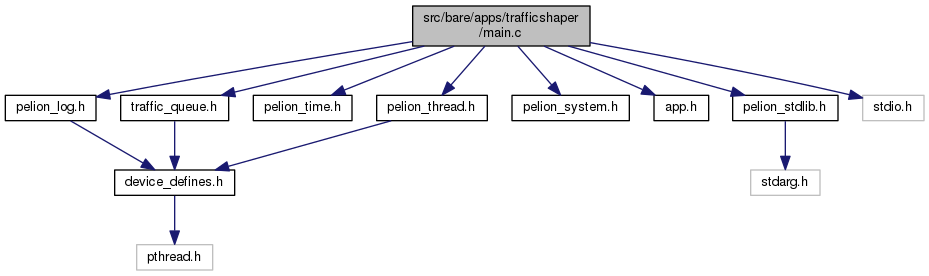 src/bare/apps/trafficshaper
/main.c
pelion_log.h
traffic_queue.h
pelion_time.h
pelion_thread.h
pelion_system.h
app.h
pelion_stdlib.h
stdio.h
device_defines.h
stdarg.h
pthread.h